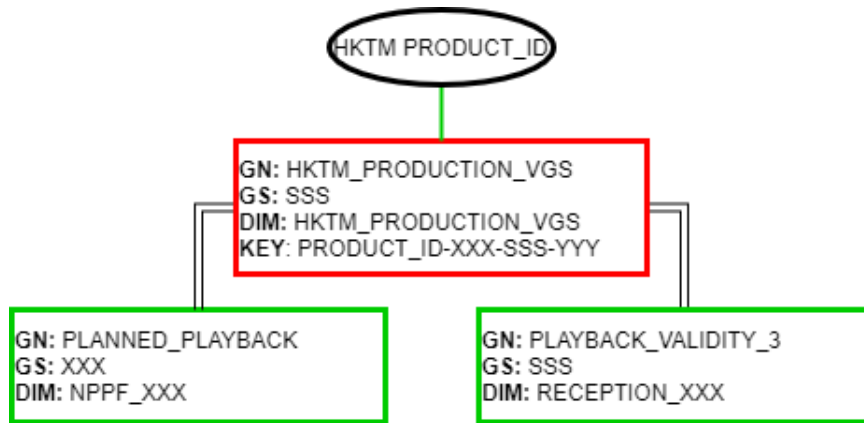 HKTM PRODUCT_ID
GN: HKTM_PRODUCTION_VGS
GS: SSS
DIM: HKTM_PRODUCTION_VGS
KEY: PRODUCT_ID-XXX-SSS-YYY
GN: PLANNED_PLAYBACK
GS: XXX
DIM: NPPF_XXX
GN: PLAYBACK_VALIDITY_3
GS: SSS
DIM: RECEPTION_XXX